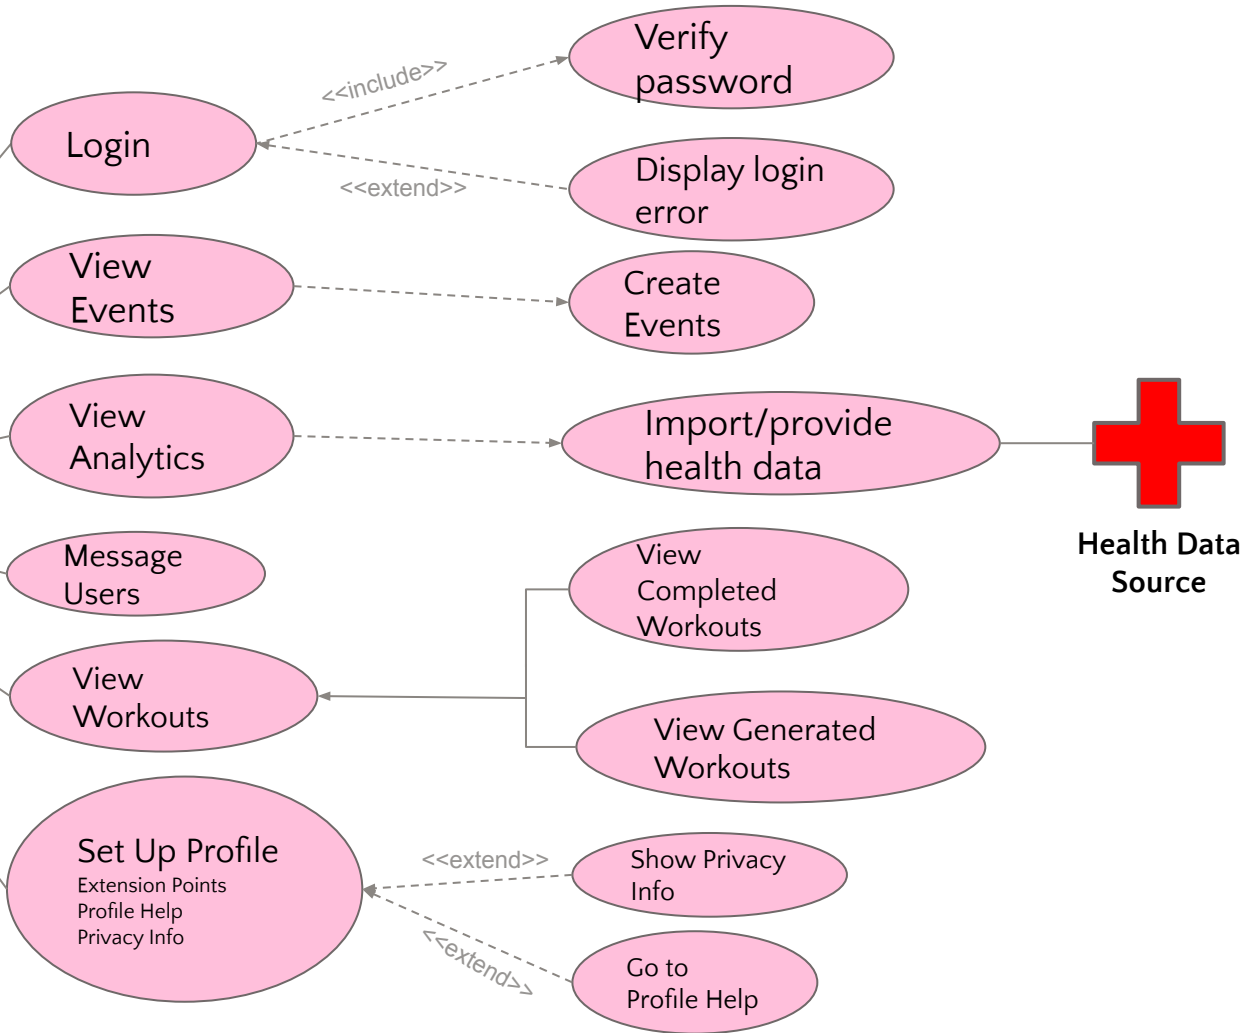 Verify
password
<<include>>
Login
<<extend>>
Display login
error
View
Events
Create
Events
View
Analytics
Import/provide
health data
Health Data
Source
Message
Users
View
Completed
Workouts
View
Workouts
View Generated
Workouts
Set Up Profile
Extension Points
Profile Help
Privacy Info
<<extend>>
Show Privacy
Info
<<extend>>
Go to
Profile Help